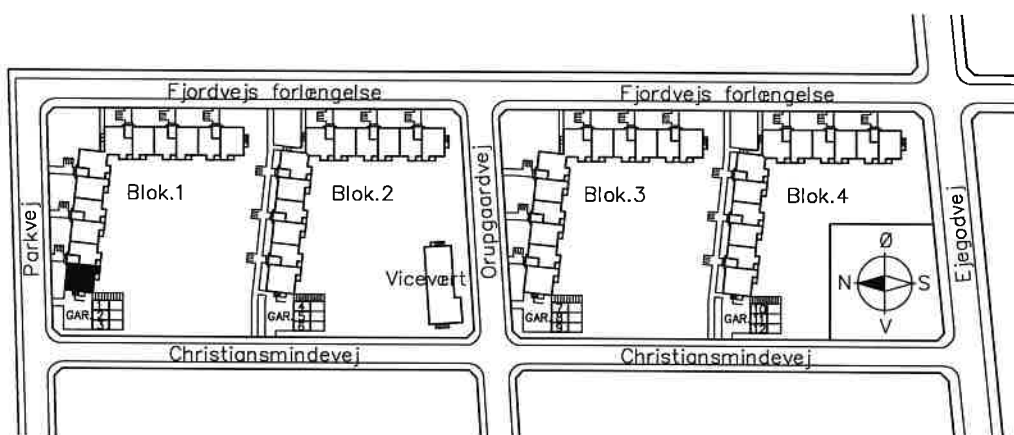 Fjordvejs forlængelse
Fjordvejs forlængelse
Parkvej
Blok.1
Blok.2
Orupgaardvej
Blok.3
Blok.4
Ejegodvej
Vicevært
Ø
N
S
V
GAR.
1
2
3
GAR.
4
5
6
GAR.
7
8
9
GAR.
10
11
12
Christiansmindevej
Christiansmindevej